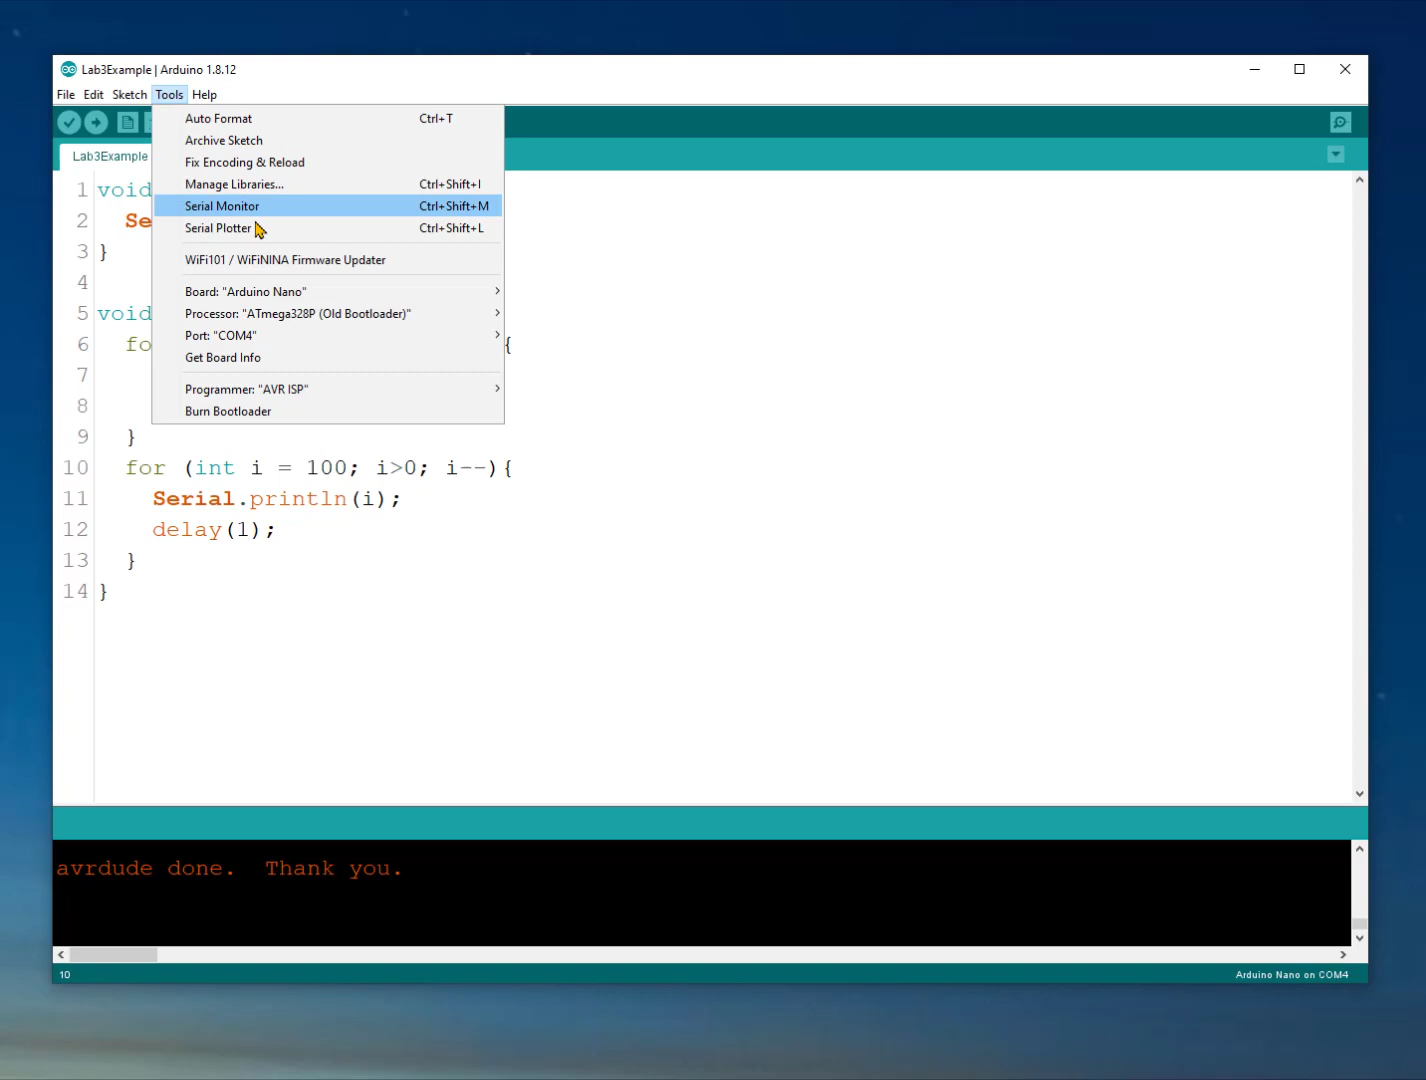 Lab3Example | Arduino 1.8.12
File Edit Sketch Tools Help
Auto Format Ctrl+T
Archive Sketch
Fix Encoding & Reload
Manage Libraries... Ctrl+Shift+I
Serial Monitor Ctrl+Shift+M
Serial Plotter Ctrl+Shift+L
WiFi101 / WiFiNINA Firmware Updater
Board: "Arduino Nano"
Processor: "ATmega328P (Old Bootloader)"
Port: "COM4"
Get Board Info
Programmer: "AVR ISP"
Burn Bootloader
Lab3Example
1 void
2 Se
3 }
4
5 void
6 fo {
7
8
9 }
10 for (int i = 100; i>0; i--){
11 Serial.println(i);
12 delay(1);
13 }
14 }
avrdude done. Thank you.
10 Arduino Nano on COM4